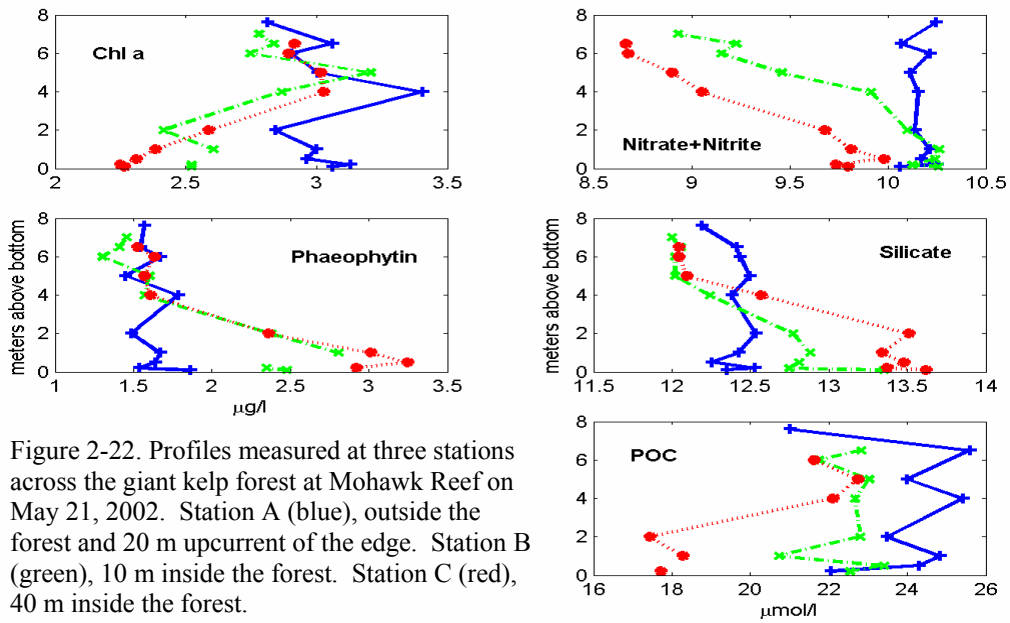 8
6
4
2
0
Chl a
2 2.5 3 3.5
8
6
4
2
0
Nitrate+Nitrite
8.5 9 9.5 10 10.5
meters above bottom
8
6
4
2
0
Phaeophytin
1 1.5 2 2.5 3 3.5
μg/l
meters above bottom
8
6
4
2
0
Silicate
11.5 12 12.5 13 13.5 14
8
6
4
2
0
POC
16 18 20 22 24 26
μmol/l
Figure 2-22. Profiles measured at three stations
across the giant kelp forest at Mohawk Reef on
May 21, 2002. Station A (blue), outside the
forest and 20 m upcurrent of the edge. Station B
(green), 10 m inside the forest. Station C (red),
40 m inside the forest.